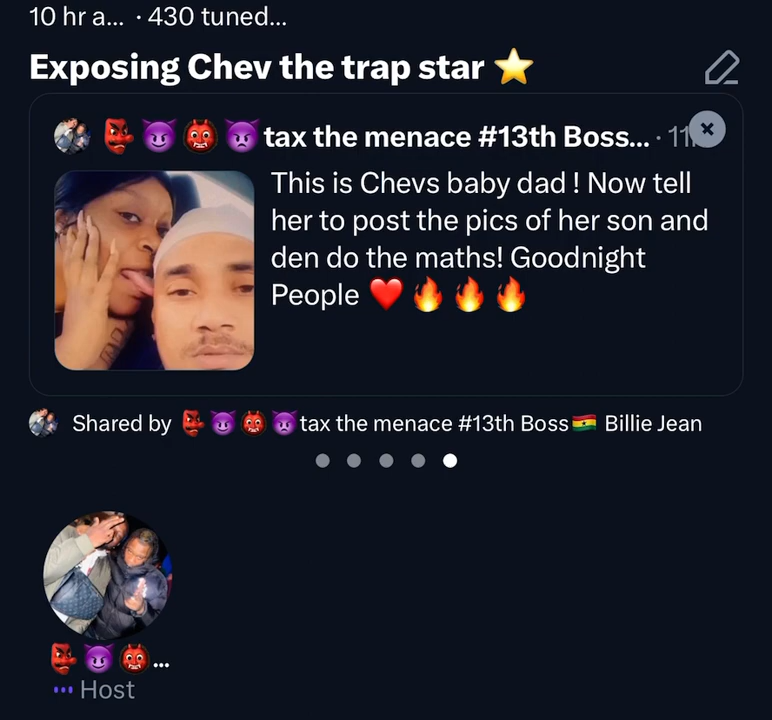 10 hr a... · 430 tuned...
Exposing Chev the trap star ⭐
👺😈👹👿tax the menace #13th Boss... · 11
This is Chevs baby dad ! Now tell
her to post the pics of her son and
den do the maths! Goodnight
People ❤️🔥🔥🔥
Shared by 👺😈👹👿tax the menace #13th Boss🇬🇭 Billie Jean
👺😈👹...
Host